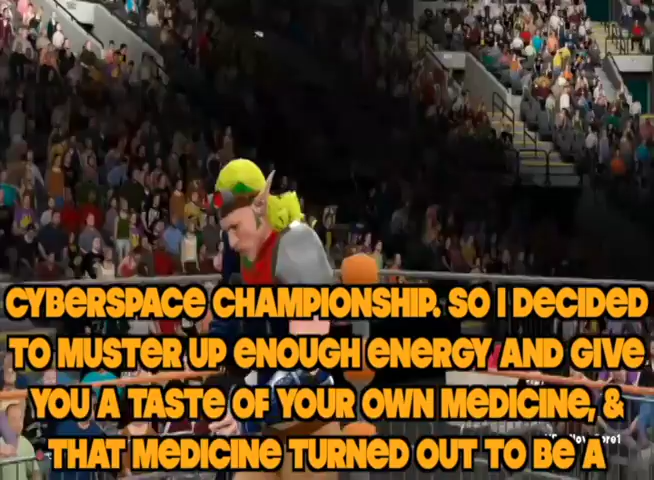 CYBERSPACE CHAMPIONSHIP. SO I DECIDED
TO MUSTER UP ENOUGH ENERGY AND GIVE
YOU A TASTE OF YOUR OWN MEDICINE, &
THAT MEDICINE TURNED OUT TO BE A